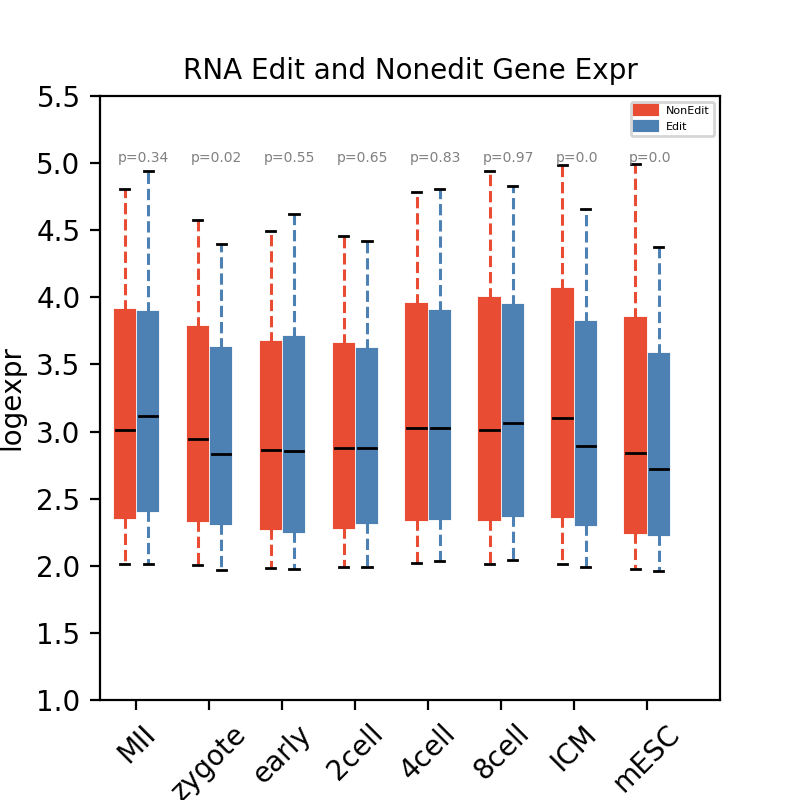 RNA Edit and Nonedit Gene Expr
NonEdit
Edit
p=0.34 p=0.02 p=0.55 p=0.65 p=0.83 p=0.97 p=0.0 p=0.0
5.5
5.0
4.5
4.0
3.5
3.0
2.5
2.0
1.5
1.0
logexpr
MII zygote early 2cell 4cell 8cell ICM mESC